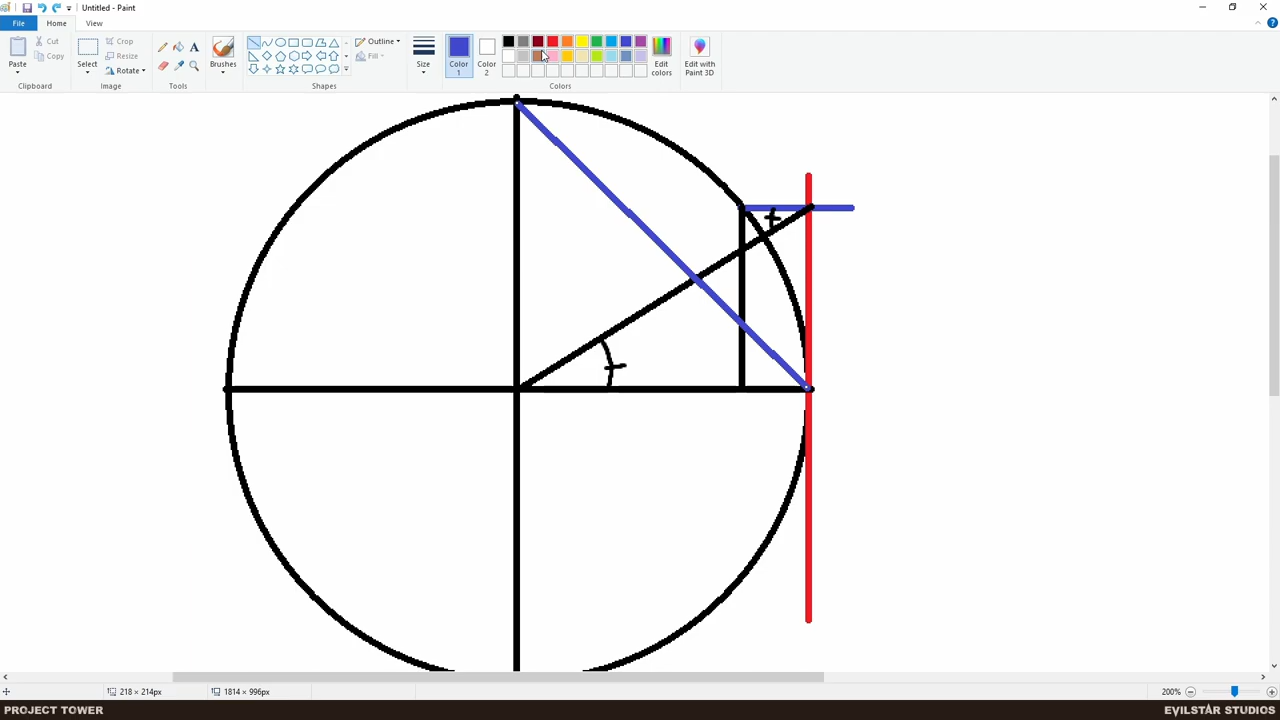 Untitled - Paint
File Home View
Paste
Cut
Copy
Clipboard
Select
Crop
Resize
Rotate
Image
Tools
Brushes
Shapes
Outline
Fill
Size
Color 1
Color 2
Colors
Edit colors
Edit with Paint 3D
218 × 214px
1814 × 996px
200%
PROJECT TOWER
EVILSTAR STUDIOS